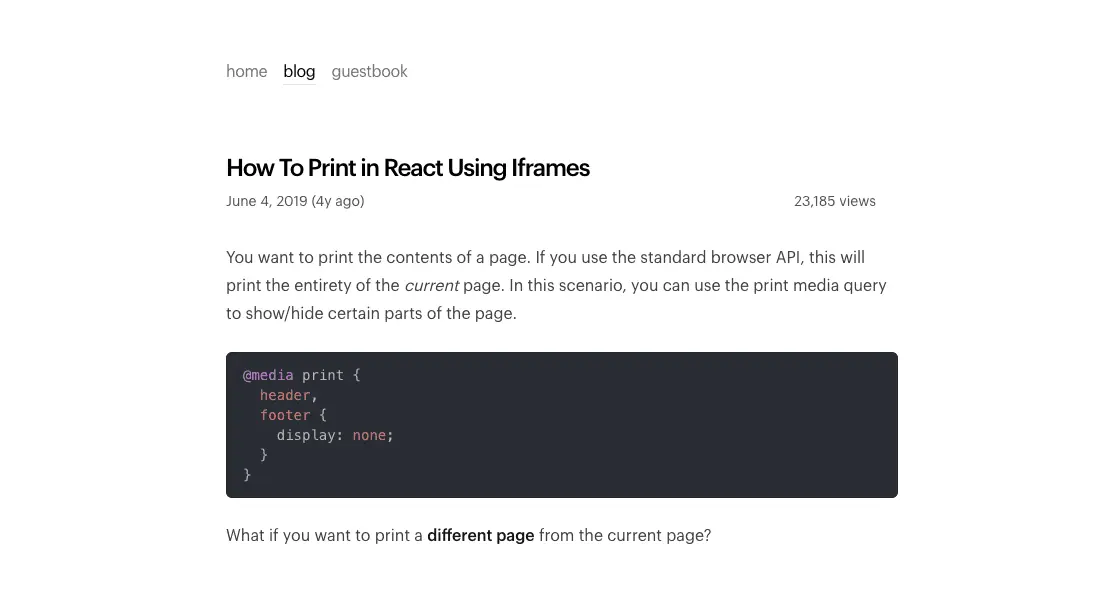 home blog guestbook
How To Print in React Using Iframes
June 4, 2019 (4y ago) 23,185 views
You want to print the contents of a page. If you use the standard browser API, this will
print the entirety of the current page. In this scenario, you can use the print media query
to show/hide certain parts of the page.
@media print {
  header,
  footer {
    display: none;
  }
}
What if you want to print a different page from the current page?